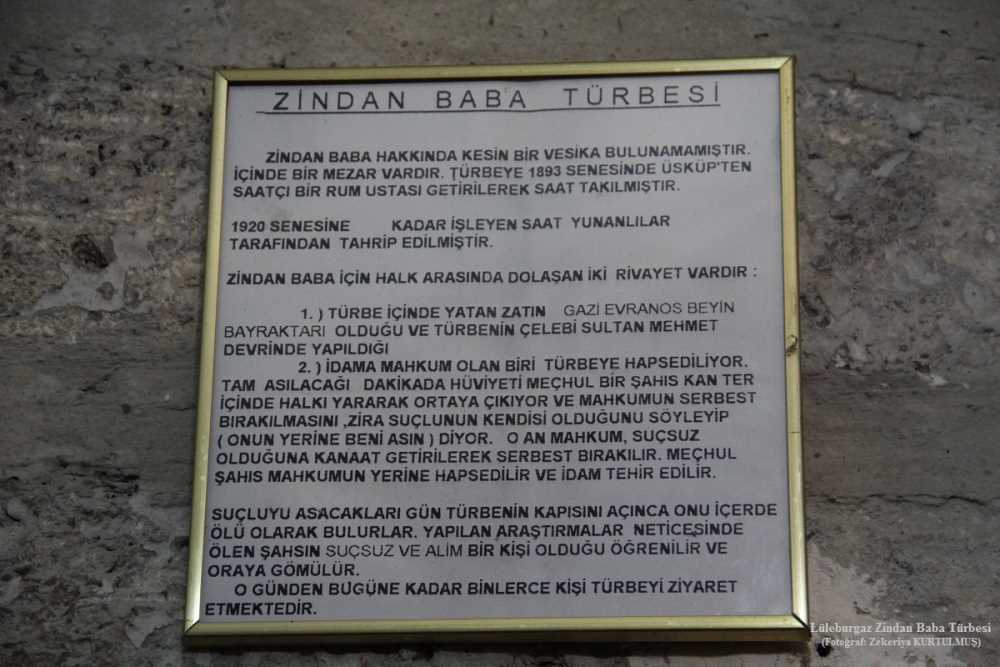 ZİNDAN BABA TÜRBESİ
ZİNDAN BABA HAKKINDA KESİN BİR VESİKA BULUNAMAMIŞTIR.
İÇİNDE BİR MEZAR VARDIR. TÜRBEYE 1893 SENESİNDE ÜSKÜP'TEN
SAATÇI BİR RUM USTASI GETİRİLEREK SAAT TAKILMIŞTIR.
1920 SENESİNE KADAR İŞLEYEN SAAT YUNANLILAR
TARAFINDAN TAHRİP EDİLMİŞTİR.
ZİNDAN BABA İÇİN HALK ARASINDA DOLAŞAN İKİ RİVAYET VARDIR :
1. ) TÜRBE İÇİNDE YATAN ZATIN GAZİ EVRANOS BEYİN
BAYRAKTARI OLDUĞU VE TÜRBENİN ÇELEBİ SULTAN MEHMET
DEVRİNDE YAPILDIĞI
2. ) İDAMA MAHKUM OLAN BİRİ TÜRBEYE HAPSEDİLİYOR.
TAM ASILACAĞI DAKİKADA HÜVİYETİ MEÇHUL BİR ŞAHIS KAN TER
İÇİNDE HALKI YARARAK ORTAYA ÇIKIYOR VE MAHKUMUN SERBEST
BIRAKILMASINI ,ZİRA SUÇLUNUN KENDİSİ OLDUĞUNU SÖYLEYİP
( ONUN YERİNE BENİ ASIN ) DİYOR. O AN MAHKUM, SUÇSUZ
OLDUĞUNA KANAAT GETİRİLEREK SERBEST BIRAKILIR. MEÇHUL
ŞAHIS MAHKUMUN YERİNE HAPSEDİLİR VE İDAM TEHİR EDİLİR.
SUÇLUYU ASACAKLARI GÜN TÜRBENİN KAPISINI AÇINCA ONU İÇERDE
ÖLÜ OLARAK BULURLAR. YAPILAN ARAŞTIRMALAR NETİCESİNDE
ÖLEN ŞAHSIN SUÇSUZ VE ALİM BİR KİŞİ OLDUĞU ÖĞRENİLİR VE
ORAYA GÖMÜLÜR.
O GÜNDEN BUGÜNE KADAR BİNLERCE KİŞİ TÜRBEYİ ZİYARET
ETMEKTEDİR.
Lüleburgaz Zindan Baba Türbesi
(Fotoğraf: Zekeriya KURTULMUŞ)